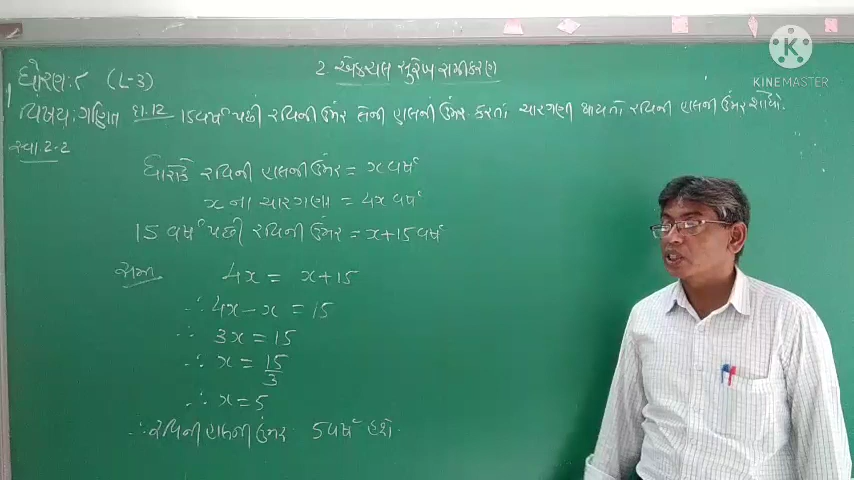 KINEMASTER
ધોરણ: ૮ (L-3) 2 એકચલ સુરેખ સમીકરણ
વિષય: ગણિત દા.12 15 વર્ષ પછી રવિની ઉંમર તેની હાલની ઉંમર કરતાં ચારગણી થાય તો રવિની હાલની ઉંમર શોધો.
સ્વા. 2.2
ધારોકે રવિની હાલની ઉંમર = x વર્ષ
x ના ચારગણા = 4x વર્ષ
15 વર્ષ પછી રવિની ઉંમર = x+15 વર્ષ
4x = x+15
∴ 4x - x = 15
∴ 3x = 15
∴ x = 15/3
∴ x = 5
∴ રવિની હાલની ઉંમર 5 વર્ષ હશે.